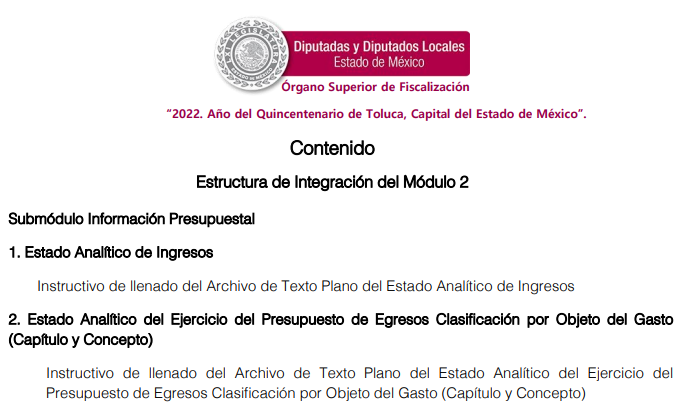 Diputadas y Diputados Locales
Estado de México
Órgano Superior de Fiscalización
“2022. Año del Quincentenario de Toluca, Capital del Estado de México”.
Contenido
Estructura de Integración del Módulo 2
Submódulo Información Presupuestal
1. Estado Analítico de Ingresos
Instructivo de llenado del Archivo de Texto Plano del Estado Analítico de Ingresos
2. Estado Analítico del Ejercicio del Presupuesto de Egresos Clasificación por Objeto del Gasto
(Capítulo y Concepto)
Instructivo de llenado del Archivo de Texto Plano del Estado Analítico del Ejercicio del
Presupuesto de Egresos Clasificación por Objeto del Gasto (Capítulo y Concepto)